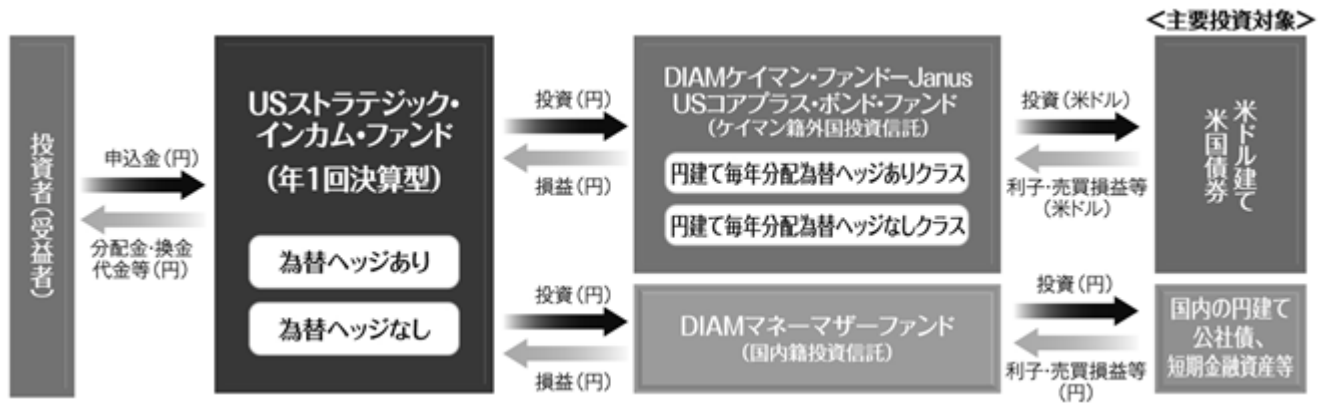 <主要投資対象>
投資者(受益者)
申込金(円)
分配金・換金
代金等(円)
USストラテジック・
インカム・ファンド
(年1回決算型)
為替ヘッジあり
為替ヘッジなし
投資(円)
損益(円)
投資(円)
損益(円)
DIAMケイマン・ファンドーJanus
USコアプラス・ボンド・ファンド
(ケイマン籍外国投資信託)
円建て毎年分配為替ヘッジありクラス
円建て毎年分配為替ヘッジなしクラス
DIAMマネーマザーファンド
(国内籍投資信託)
投資(米ドル)
利子・売買損益等
(米ドル)
投資(円)
利子・売買損益等
(円)
米ドル建て
米国債券
国内の円建て
公社債、
短期金融資産等